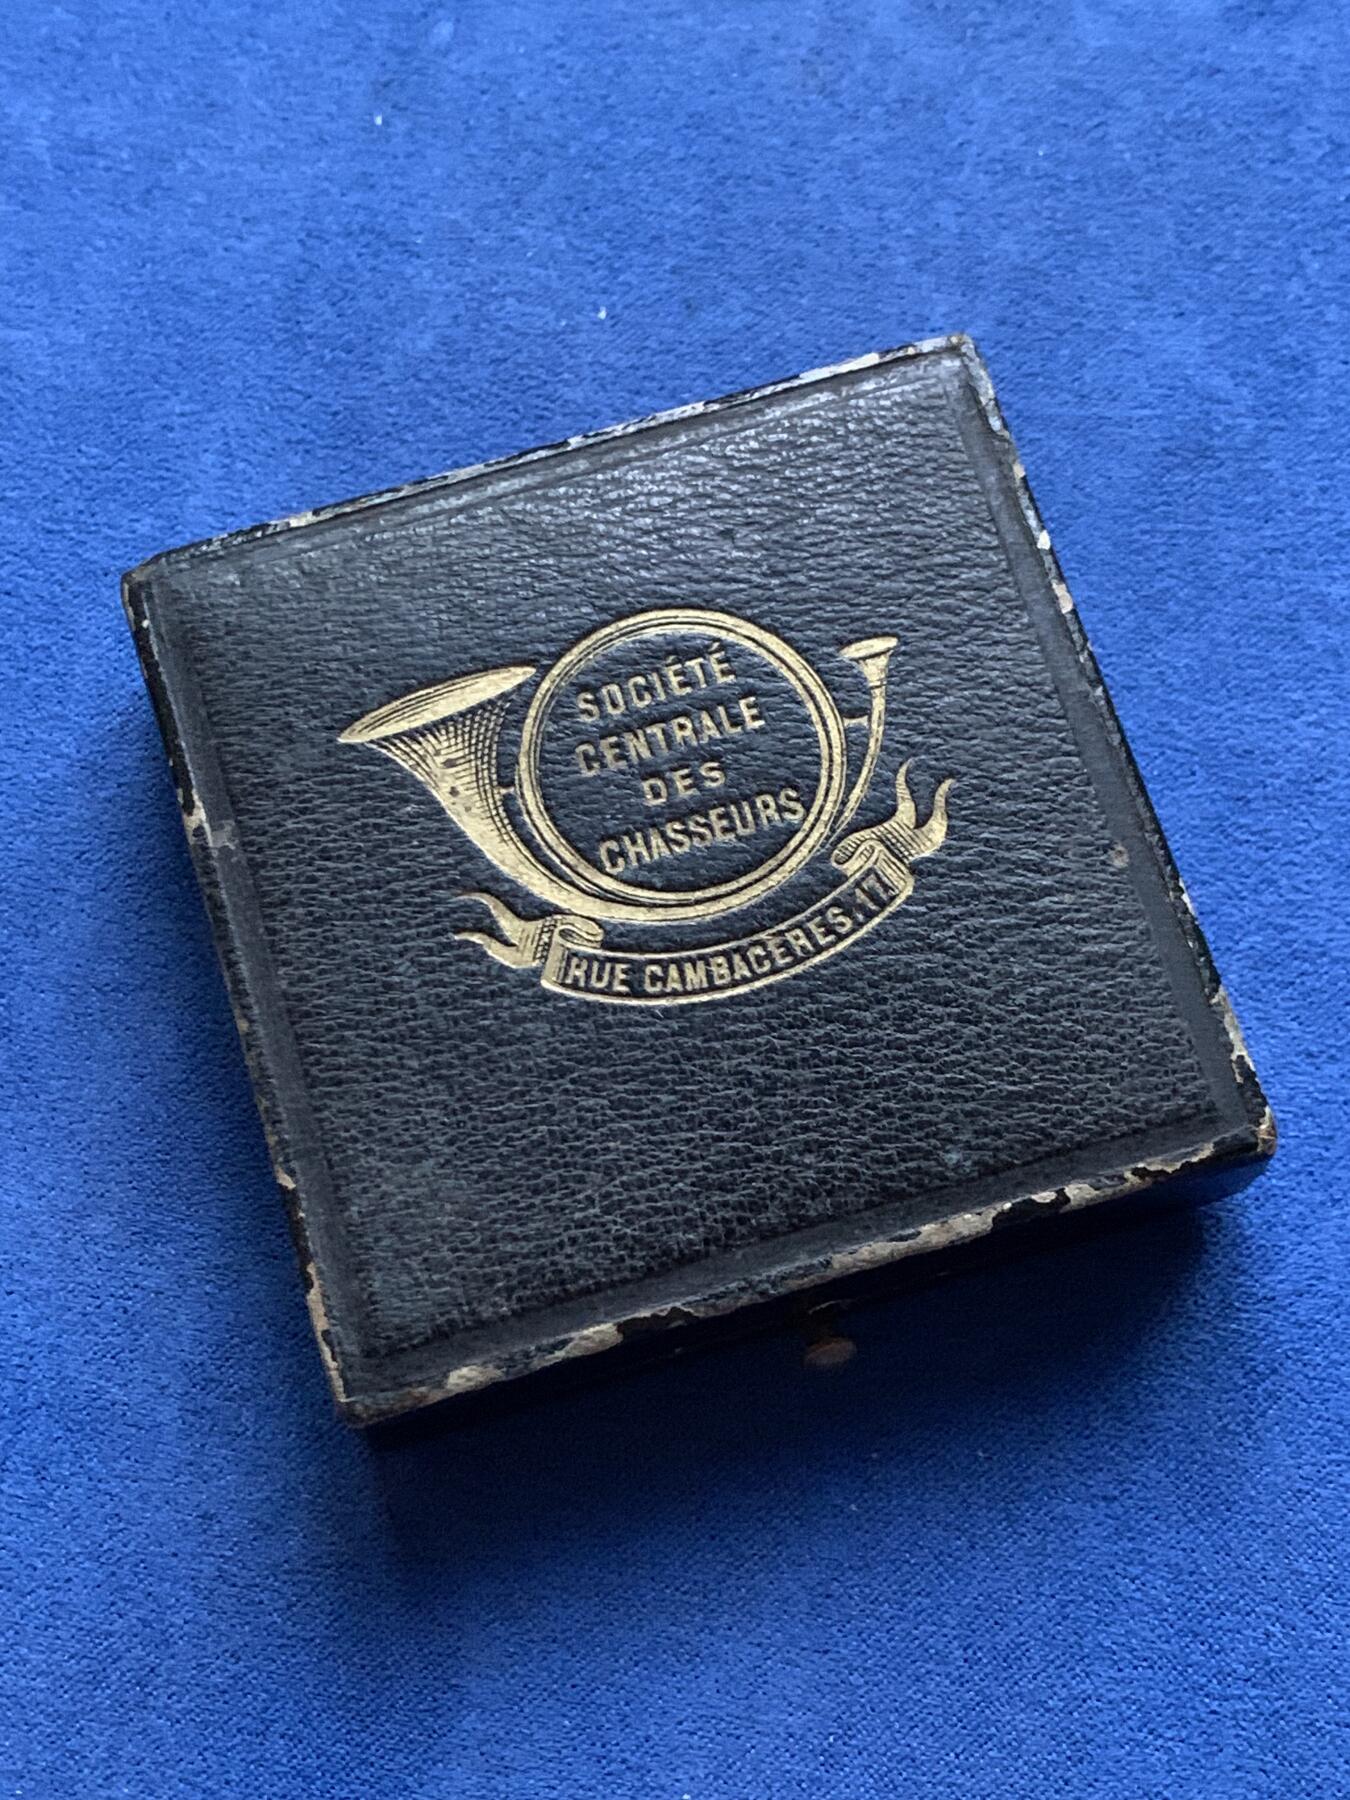 SOCIÉTÉ
CENTRALE
DES
CHASSEURS
RUE CAMBACÉRÈS.17.